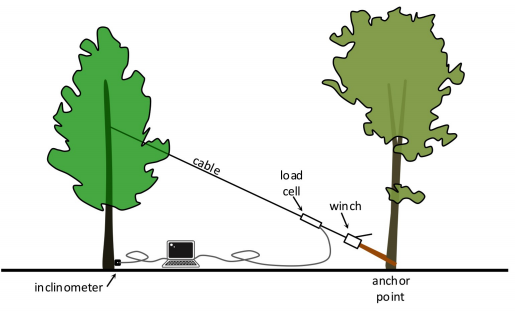 cable
load
cell
winch
inclinometer
anchor
point